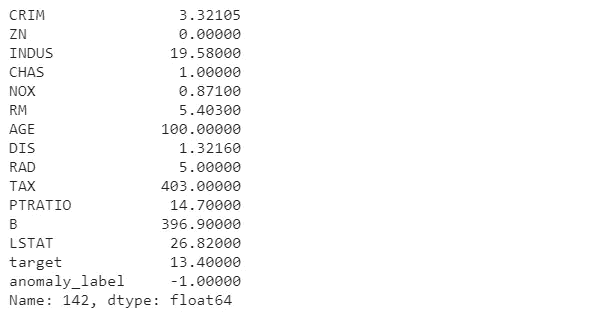 CRIM 3.32105
ZN 0.00000
INDUS 19.58000
CHAS 1.00000
NOX 0.87100
RM 5.40300
AGE 100.00000
DIS 1.32160
RAD 5.00000
TAX 403.00000
PTRATIO 14.70000
B 396.90000
LSTAT 26.82000
target 13.40000
anomaly_label -1.00000
Name: 142, dtype: float64